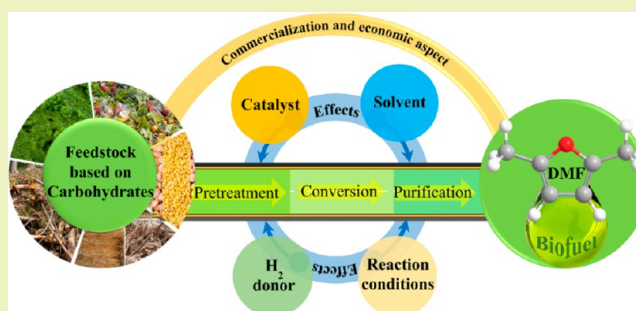 Commercialization and economic aspect
Catalyst
Effects
Solvent
Feedstock
based on
Carbohydrates
Pretreatment
Conversion
Purification
DMF
Biofuel
H2
donor
Effects
Reaction
conditions